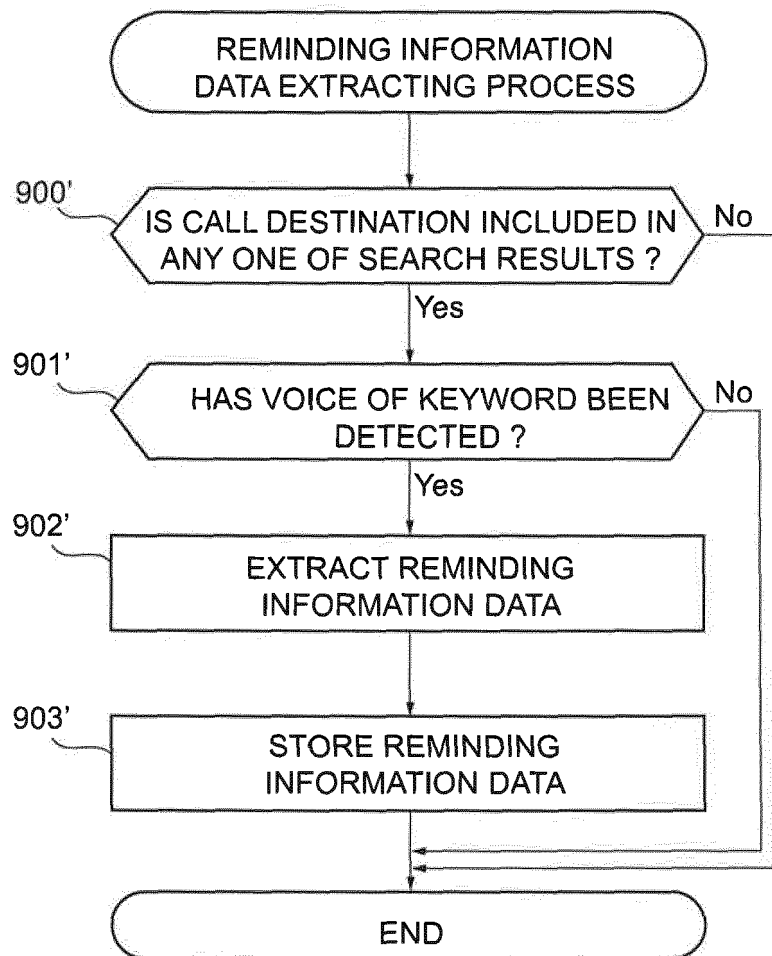 REMINDING INFORMATION
DATA EXTRACTING PROCESS
900’
IS CALL DESTINATION INCLUDED IN
ANY ONE OF SEARCH RESULTS ?
No
Yes
901’
HAS VOICE OF KEYWORD BEEN
DETECTED ?
No
Yes
902’
EXTRACT REMINDING
INFORMATION DATA
903’
STORE REMINDING
INFORMATION DATA
END